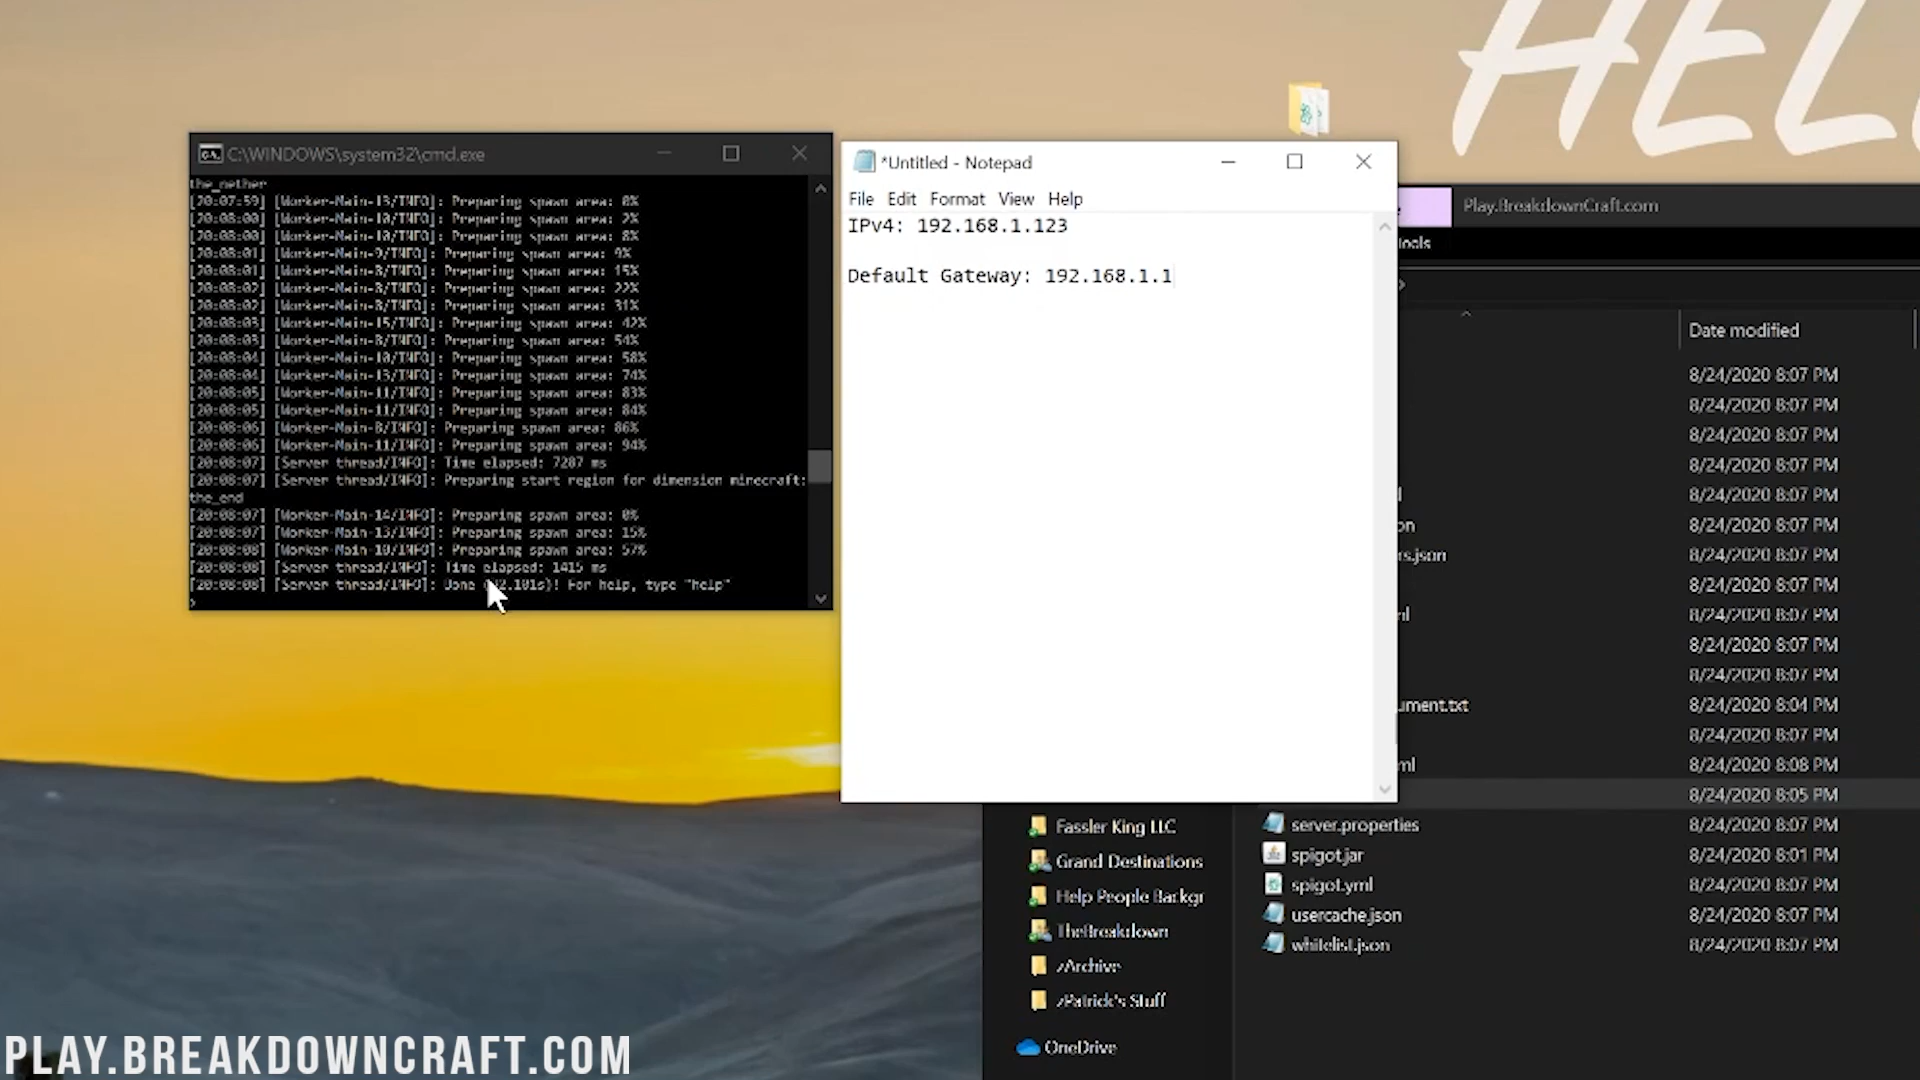 HEL
C:\WINDOWS\system32\cmd.exe
the_nether
[20:07:59] [Worker-Main-13/INFO]: Preparing spawn area: 0%
[20:08:00] [Worker-Main-10/INFO]: Preparing spawn area: 2%
[20:08:00] [Worker-Main-10/INFO]: Preparing spawn area: 8%
[20:08:01] [Worker-Main-9/INFO]: Preparing spawn area: 9%
[20:08:01] [Worker-Main-8/INFO]: Preparing spawn area: 15%
[20:08:02] [Worker-Main-8/INFO]: Preparing spawn area: 22%
[20:08:02] [Worker-Main-8/INFO]: Preparing spawn area: 31%
[20:08:03] [Worker-Main-15/INFO]: Preparing spawn area: 42%
[20:08:03] [Worker-Main-8/INFO]: Preparing spawn area: 54%
[20:08:04] [Worker-Main-10/INFO]: Preparing spawn area: 58%
[20:08:04] [Worker-Main-13/INFO]: Preparing spawn area: 74%
[20:08:05] [Worker-Main-11/INFO]: Preparing spawn area: 83%
[20:08:05] [Worker-Main-11/INFO]: Preparing spawn area: 84%
[20:08:06] [Worker-Main-8/INFO]: Preparing spawn area: 86%
[20:08:06] [Worker-Main-11/INFO]: Preparing spawn area: 94%
[20:08:07] [Server thread/INFO]: Time elapsed: 7287 ms
[20:08:07] [Server thread/INFO]: Preparing start region for dimension minecraft:
the_end
[20:08:07] [Worker-Main-14/INFO]: Preparing spawn area: 0%
[20:08:07] [Worker-Main-13/INFO]: Preparing spawn area: 15%
[20:08:08] [Worker-Main-10/INFO]: Preparing spawn area: 57%
[20:08:08] [Server thread/INFO]: Time elapsed: 1415 ms
[20:08:08] [Server thread/INFO]: Done For help, type "help"
>
*Untitled - Notepad
File Edit Format View Help
IPv4: 192.168.1.123
Default Gateway: 192.168.1.1
Play.BreakdownCraft.com
Tools
Date modified
8/24/2020 8:07 PM
8/24/2020 8:07 PM
8/24/2020 8:07 PM
8/24/2020 8:07 PM
8/24/2020 8:07 PM
on 8/24/2020 8:07 PM
rs.json 8/24/2020 8:07 PM
8/24/2020 8:07 PM
ml 8/24/2020 8:07 PM
8/24/2020 8:07 PM
8/24/2020 8:07 PM
ument.txt 8/24/2020 8:04 PM
8/24/2020 8:07 PM
ml 8/24/2020 8:08 PM
8/24/2020 8:05 PM
server.properties 8/24/2020 8:07 PM
spigot.jar 8/24/2020 8:01 PM
spigot.yml 8/24/2020 8:07 PM
usercache.json 8/24/2020 8:07 PM
whitelist.json 8/24/2020 8:07 PM
Fassler King LLC
Grand Destinations
Help People Backgr
TheBreakdown
zArchive
zPatrick's Stuff
OneDrive
PLAY.BREAKDOWNCRAFT.COM